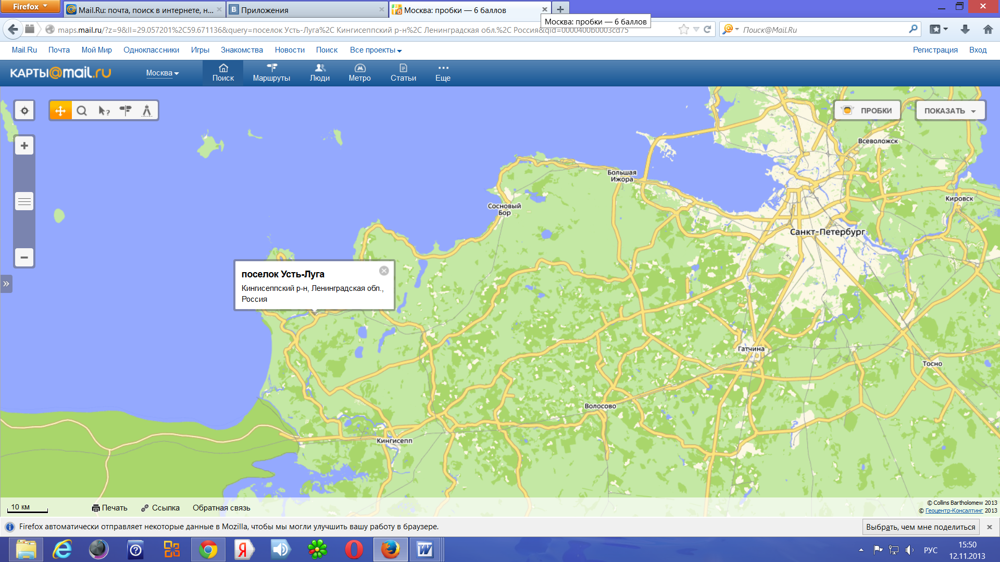 Firefox
Mail.Ru: почта, поиск в интернете, н...
Приложения
Москва: пробки — 6 баллов
Москва: пробки — 6 баллов
maps.mail.ru/?z=9&ll=29.057201%2C59.671136&query=поселок Усть-Луга%2C Кингисеппский р-н%2C Ленинградская обл.%2C Россия&qid=0000400b0003cd75
Поиск@Mail.Ru
Mail.Ru Почта Мой Мир Одноклассники Игры Знакомства Новости Поиск Все проекты
Регистрация Вход
КАРТЫ@mail.ru
Москва
Поиск Маршруты Люди Метро Статьи Еще
ПРОБКИ
ПОКАЗАТЬ
Всеволожск
Большая
Ижора
Кировск
Сосновый
Бор
Санкт-Петербург
поселок Усть-Луга
Кингисеппский р-н, Ленинградская обл.,
Россия
Гатчина
Тосно
Волосово
Кингисепп
10 км
Печать Ссылка Обратная связь
© Collins Bartholomew 2013
© Геоцентр-Консалтинг 2013
Firefox автоматически отправляет некоторые данные в Mozilla, чтобы мы могли улучшить вашу работу в браузере.
Выбрать, чем мне поделиться
РУС
15:50
12.11.2013